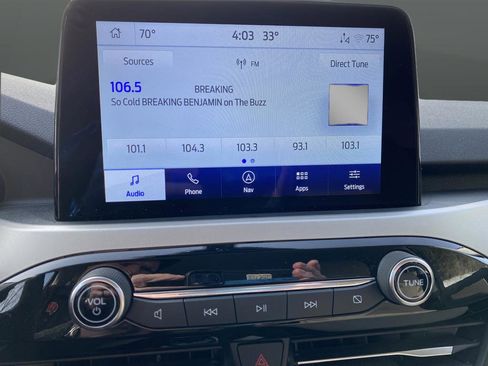 70° 4:03 33° 75°
Sources FM Direct Tune
106.5 BREAKING
So Cold BREAKING BENJAMIN on The Buzz
101.1 104.3 103.3 93.1 103.1
Audio Phone Nav Apps Settings
VOL TUNE